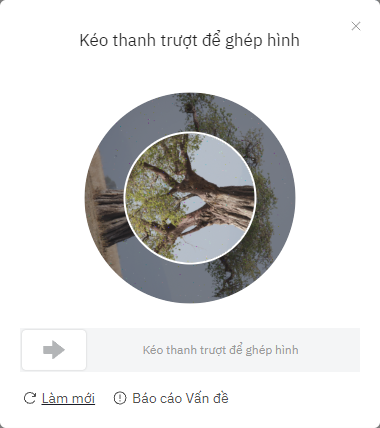 Kéo thanh trượt để ghép hình
Kéo thanh trượt để ghép hình
Làm mới
Báo cáo Vấn đề